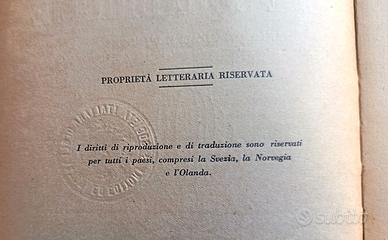 PROPRIETÀ LETTERARIA RISERVATA
I diritti di riproduzione e di traduzione sono riservati
per tutti i paesi, compresi la Svezia, la Norvegia
e l'Olanda.
subito